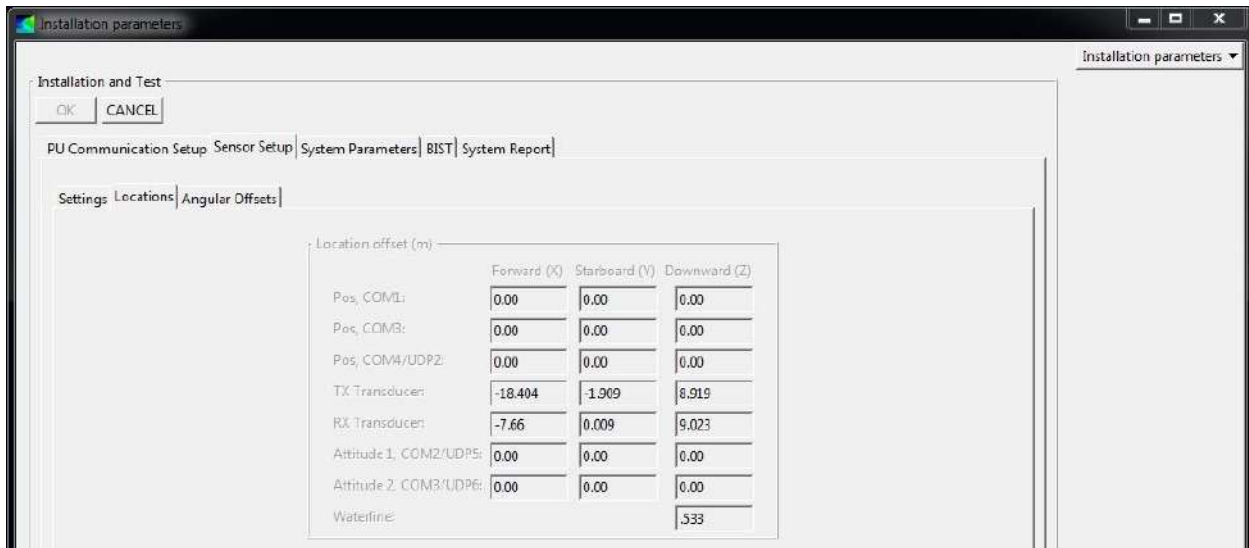 Installation parameters
Installation parameters
Installation and Test
OK CANCEL
PU Communication Setup Sensor Setup System Parameters BIST System Report
Settings Locations Angular Offsets
Location offset (m)
Forward (X) Starboard (Y) Downward (Z)
Pos, COM1: 0.00 0.00 0.00
Pos, COM3: 0.00 0.00 0.00
Pos, COM4/UDP2: 0.00 0.00 0.00
TX Transducer: -18.404 -1.909 8.919
RX Transducer: -7.66 0.009 9.023
Attitude 1, COM2/UDP5: 0.00 0.00 0.00
Attitude 2, COM3/UDP6: 0.00 0.00 0.00
Waterline: .533